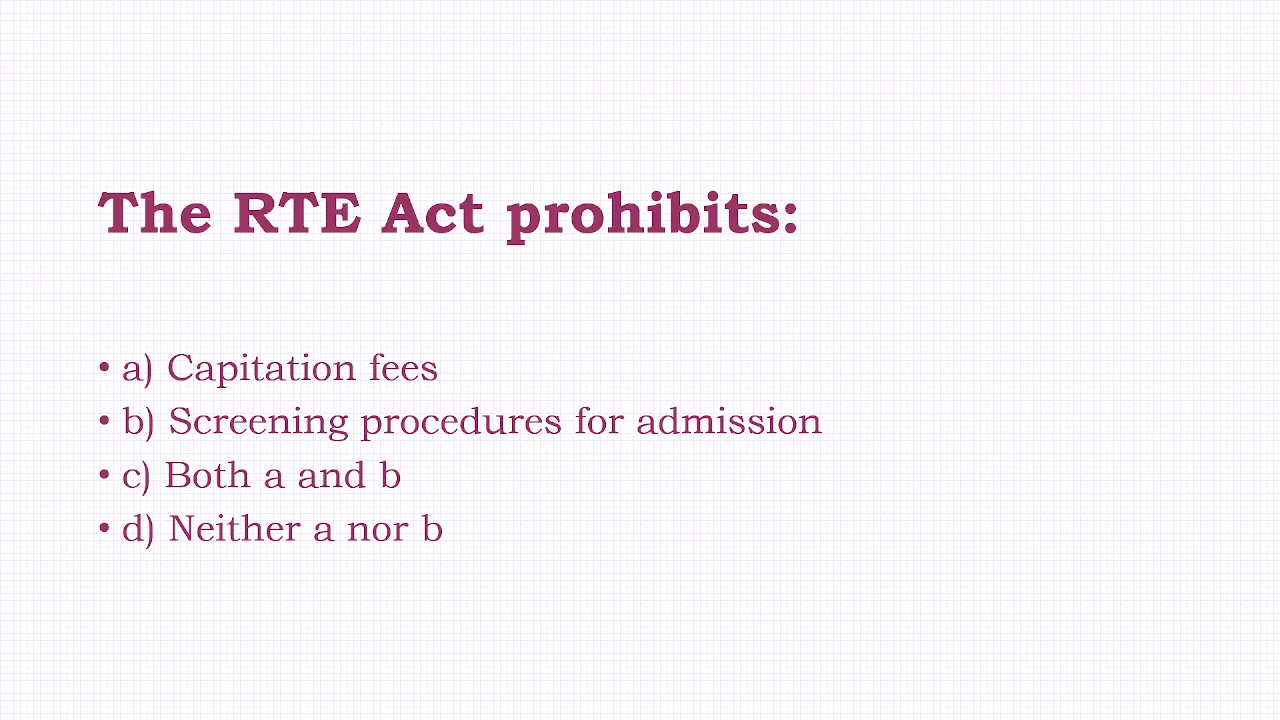 The RTE Act prohibits:
• a) Capitation fees
• b) Screening procedures for admission
• c) Both a and b
• d) Neither a nor b